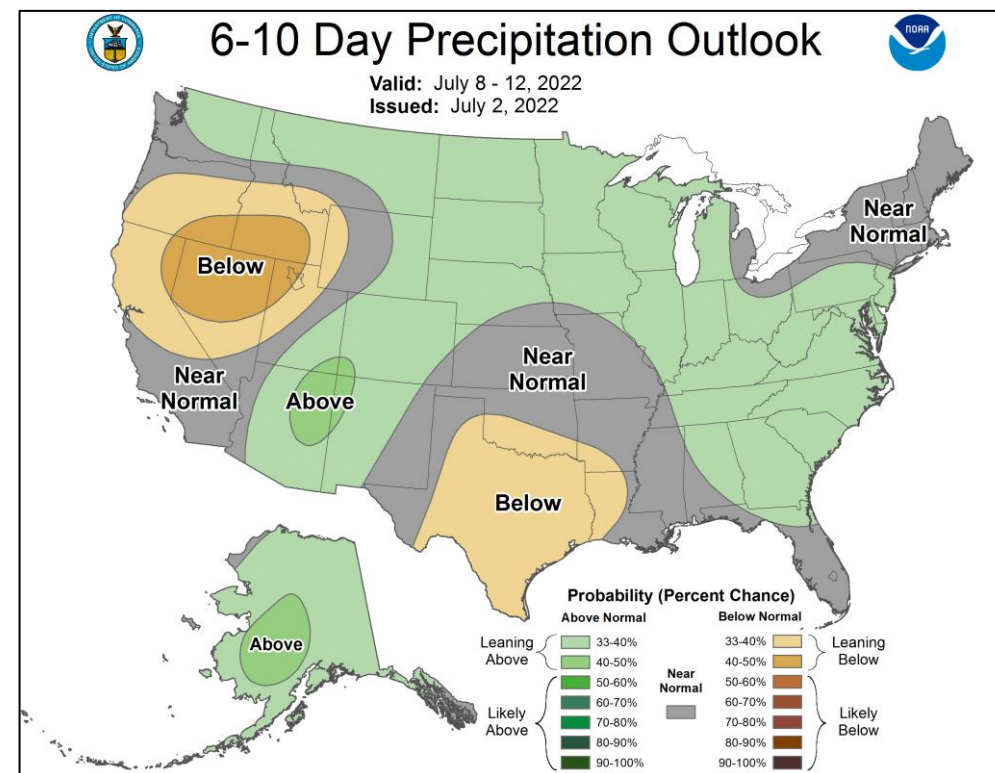 6-10 Day Precipitation Outlook
Valid: July 8 - 12, 2022
Issued: July 2, 2022
NOAA
Near
Normal
Below
Near
Normal
Near
Normal
Above
Below
Above
Probability (Percent Chance)
Above Normal
Below Normal
Leaning
Above
33-40%
40-50%
Likely
Above
50-60%
60-70%
70-80%
80-90%
90-100%
Near
Normal
33-40%
40-50%
Leaning
Below
50-60%
60-70%
70-80%
80-90%
90-100%
Likely
Below